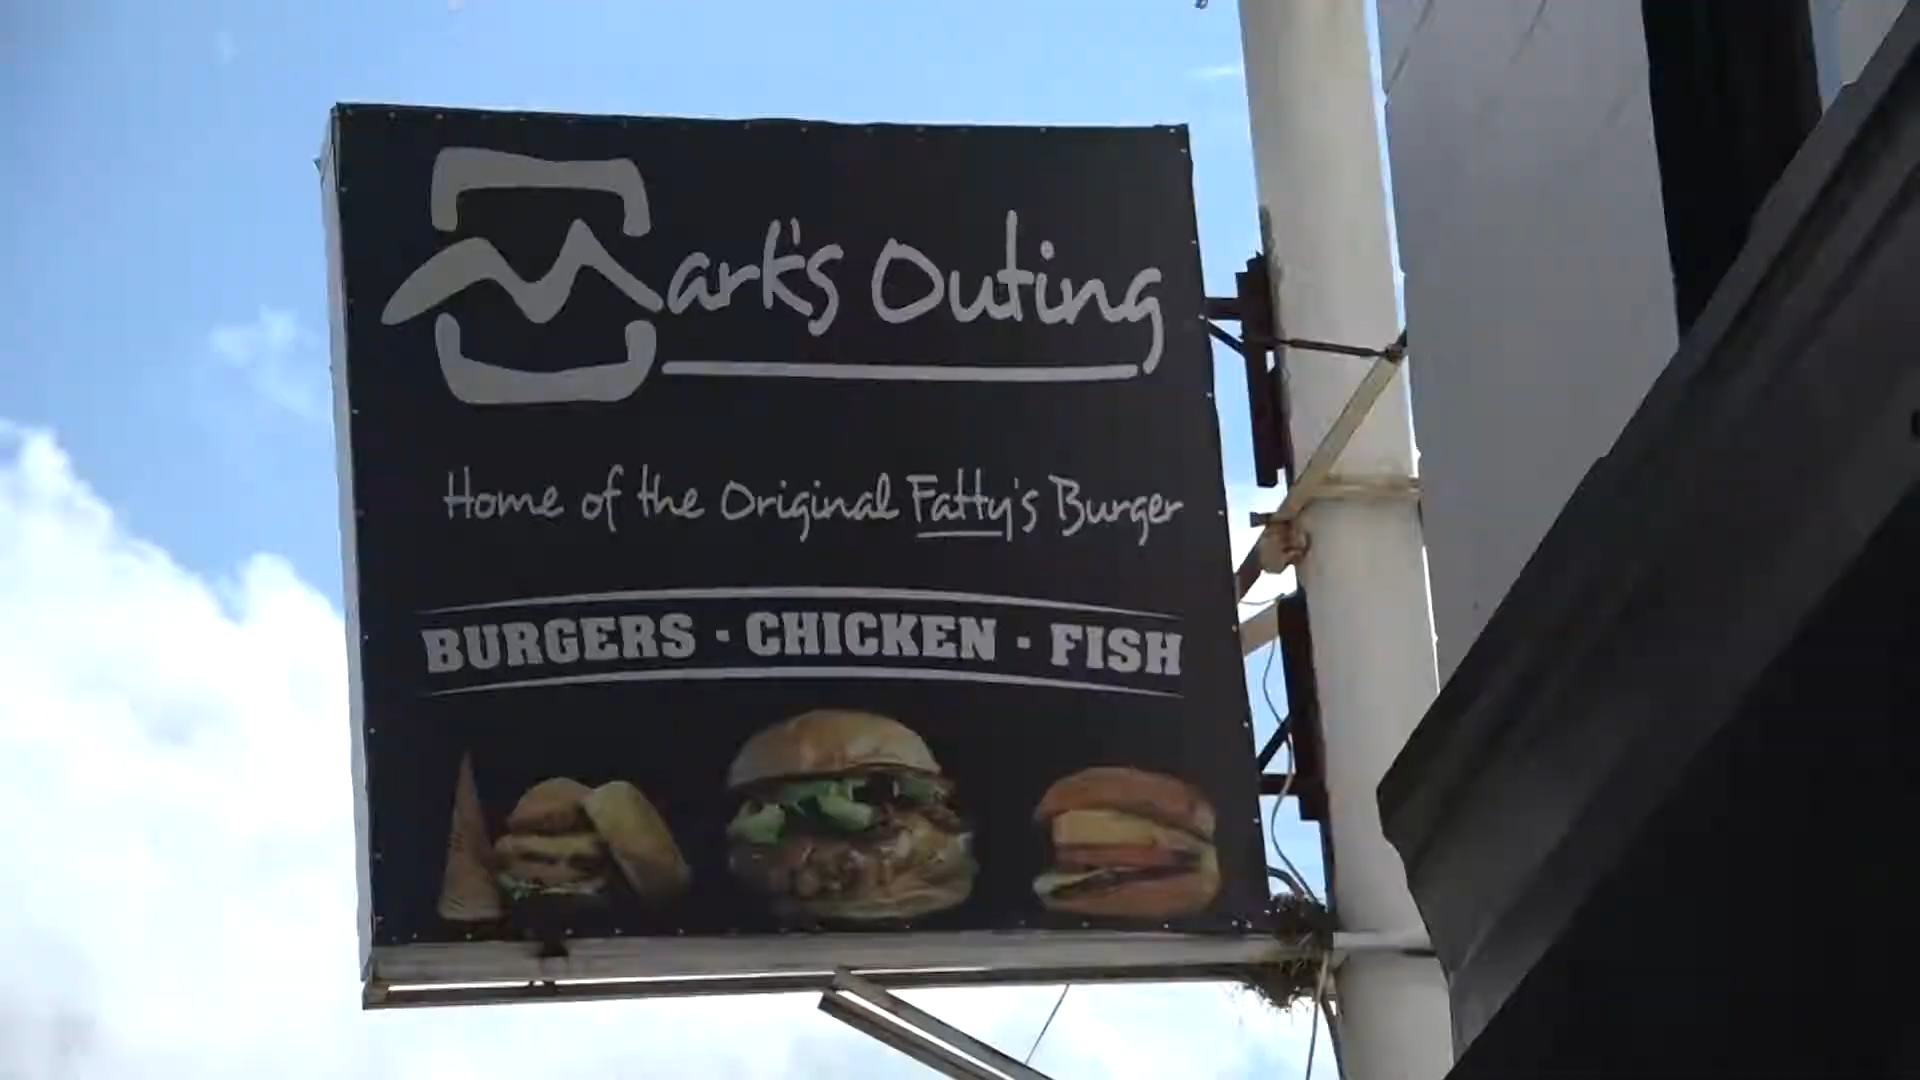 Mark's Outing
Home of the Original Fatty's Burger
BURGERS · CHICKEN · FISH